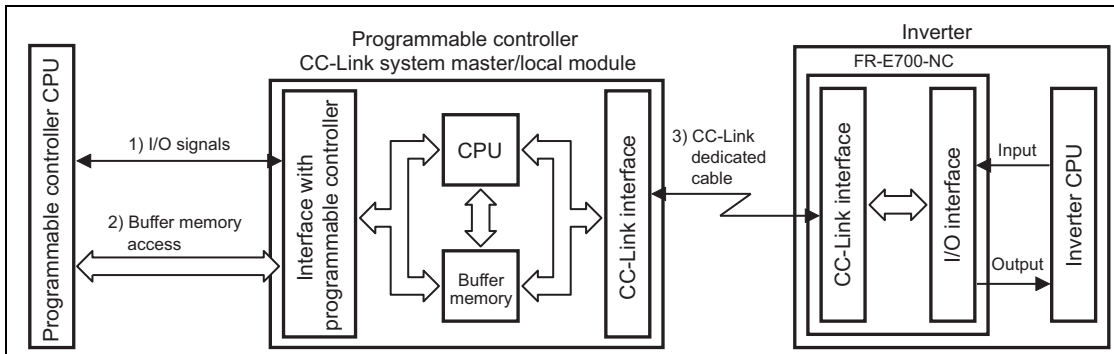 Programmable controller CPU
1) I/O signals
2) Buffer memory
access
Programmable controller
CC-Link system master/local module
Interface with
programmable controller
CPU
Buffer
memory
CC-Link interface
3) CC-Link
dedicated
cable
Inverter
FR-E700-NC
CC-Link interface
I/O interface
Input
Output
Inverter CPU